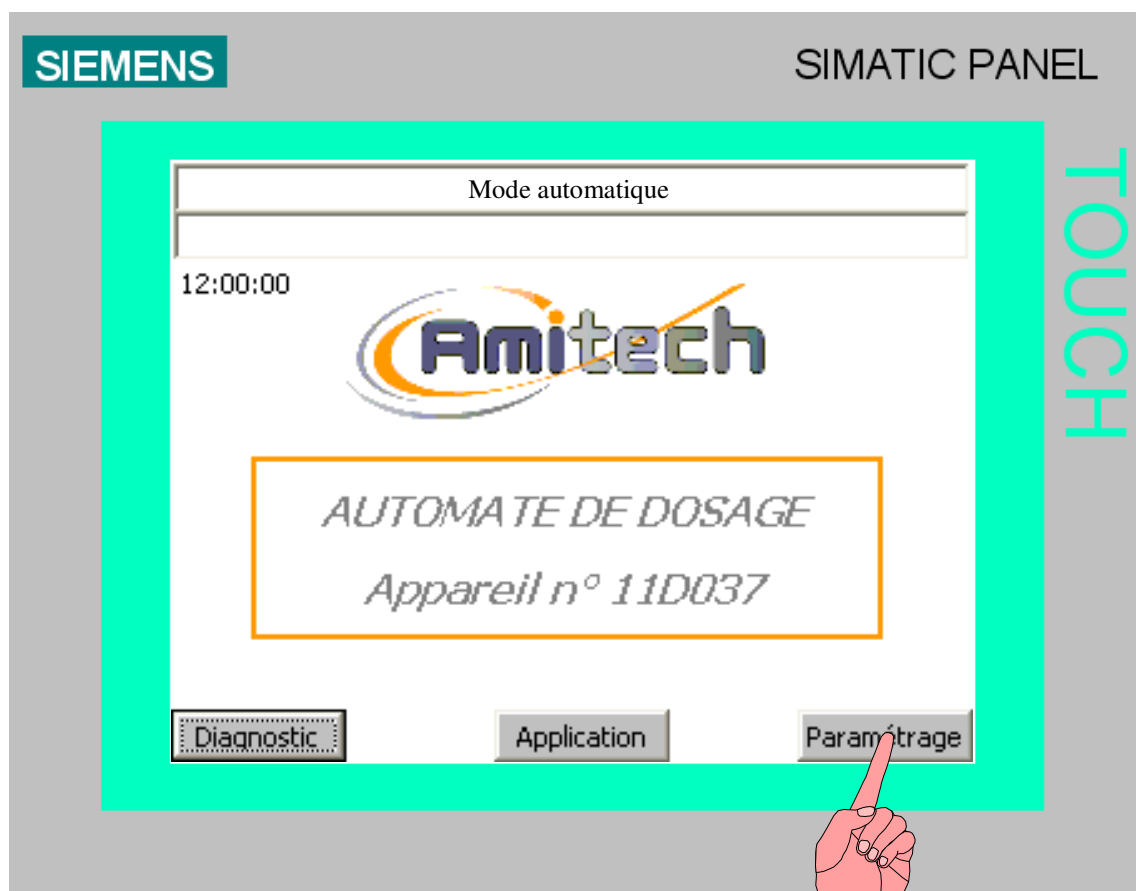 SIEMENS
SIMATIC PANEL
TOUCH
Mode automatique
12:00:00
Amitech
AUTOMATE DE DOSAGE
Appareil n° 11D037
Diagnostic
Application
Paramétrage